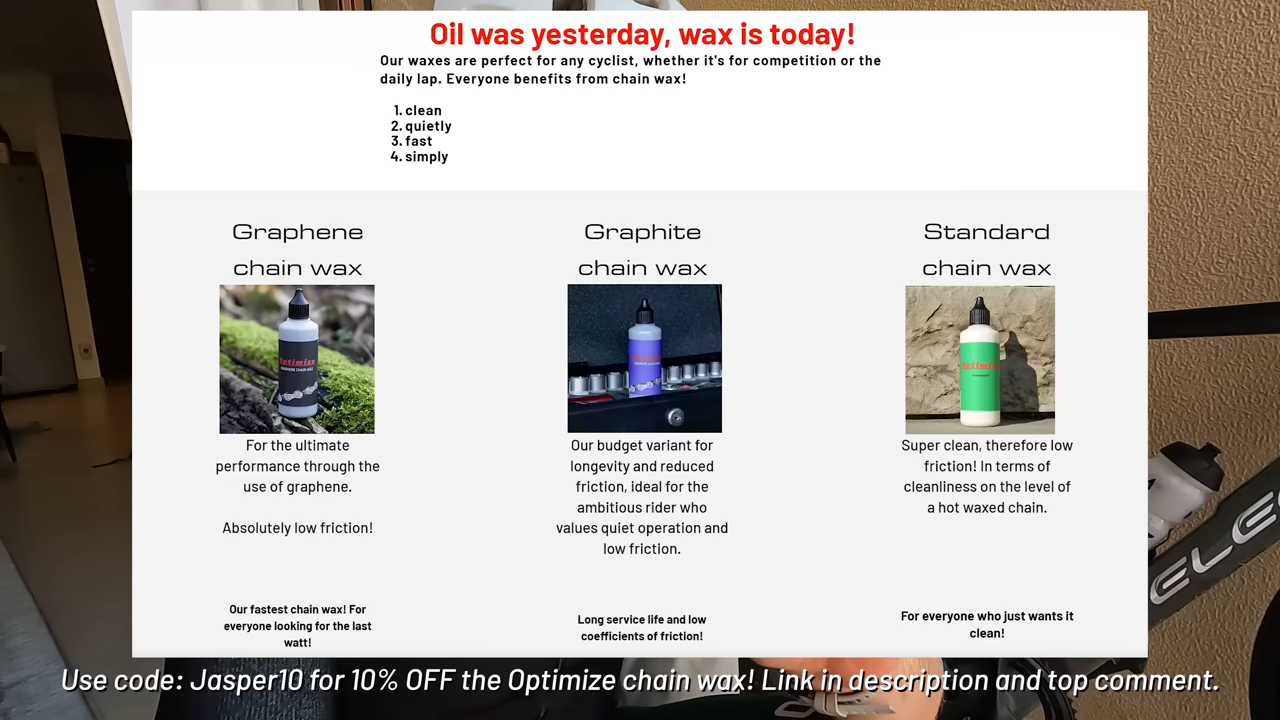 Oil was yesterday, wax is today!
Our waxes are perfect for any cyclist, whether it's for competition or the
daily lap. Everyone benefits from chain wax!
1. clean
2. quietly
3. fast
4. simply
Graphene
chain wax
Optimize
GRAPHENE CHAIN WAX
For the ultimate
performance through the
use of graphene.
Absolutely low friction!
Our fastest chain wax! For
everyone looking for the last
watt!
Graphite
chain wax
Optimize
Our budget variant for
longevity and reduced
friction, ideal for the
ambitious rider who
values quiet operation and
low friction.
Long service life and low
coefficients of friction!
Standard
chain wax
Optimize
Super clean, therefore low
friction! In terms of
cleanliness on the level of
a hot waxed chain.
For everyone who just wants it
clean!
ELE
Use code: Jasper10 for 10% OFF the Optimize chain wax! Link in description and top comment.